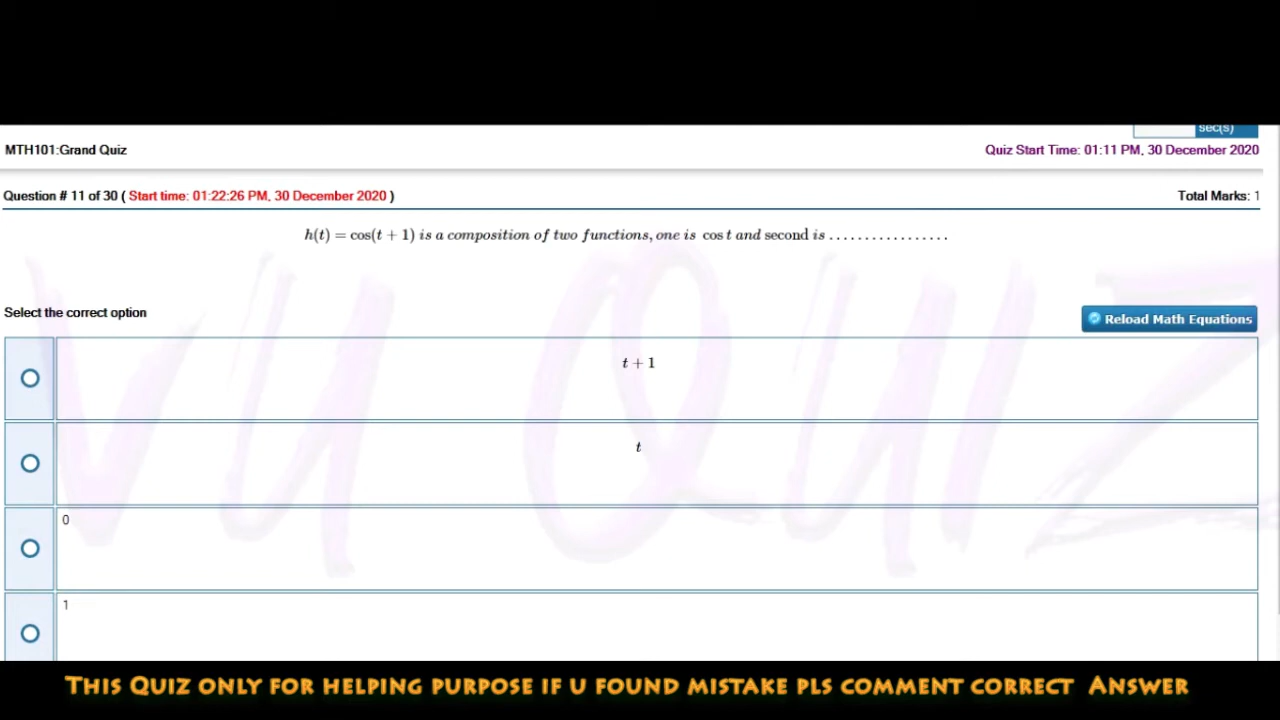 sec(s)
MTH101:Grand Quiz
Quiz Start Time: 01:11 PM, 30 December 2020
Question # 11 of 30 ( Start time: 01:22:26 PM, 30 December 2020 )
Total Marks: 1
h(t) = cos(t + 1) is a composition of two functions, one is cos t and second is .................
Select the correct option
Reload Math Equations
t + 1
t
0
1
VU QUIZ
THIS QUIZ ONLY FOR HELPING PURPOSE IF U FOUND MISTAKE PLS COMMENT CORRECT ANSWER